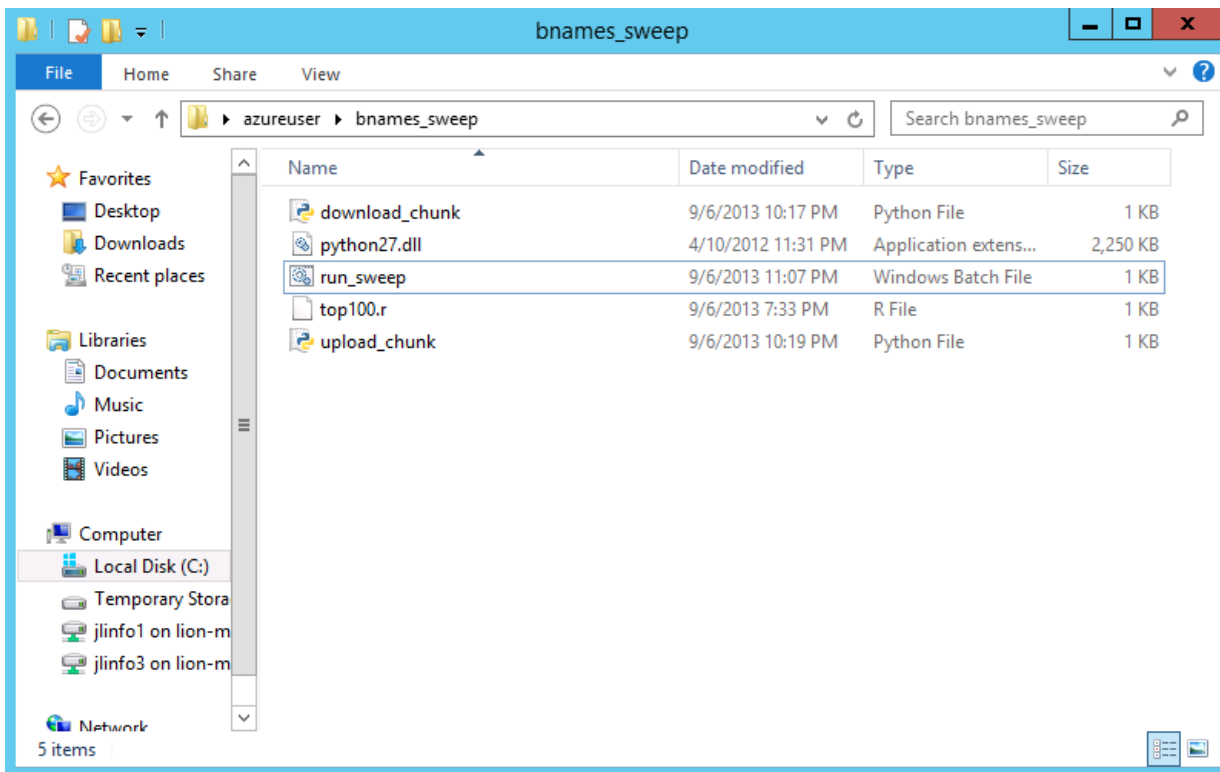 bnames_sweep
File Home Share View
azureuser bnames_sweep Search bnames_sweep
Favorites
Desktop
Downloads
Recent places
Libraries
Documents
Music
Pictures
Videos
Computer
Local Disk (C:)
Temporary Stora
jlinfo1 on lion-m
jlinfo3 on lion-m
Network
Name Date modified Type Size
download_chunk 9/6/2013 10:17 PM Python File 1 KB
python27.dll 4/10/2012 11:31 PM Application extens... 2,250 KB
run_sweep 9/6/2013 11:07 PM Windows Batch File 1 KB
top100.r 9/6/2013 7:33 PM R File 1 KB
upload_chunk 9/6/2013 10:19 PM Python File 1 KB
5 items